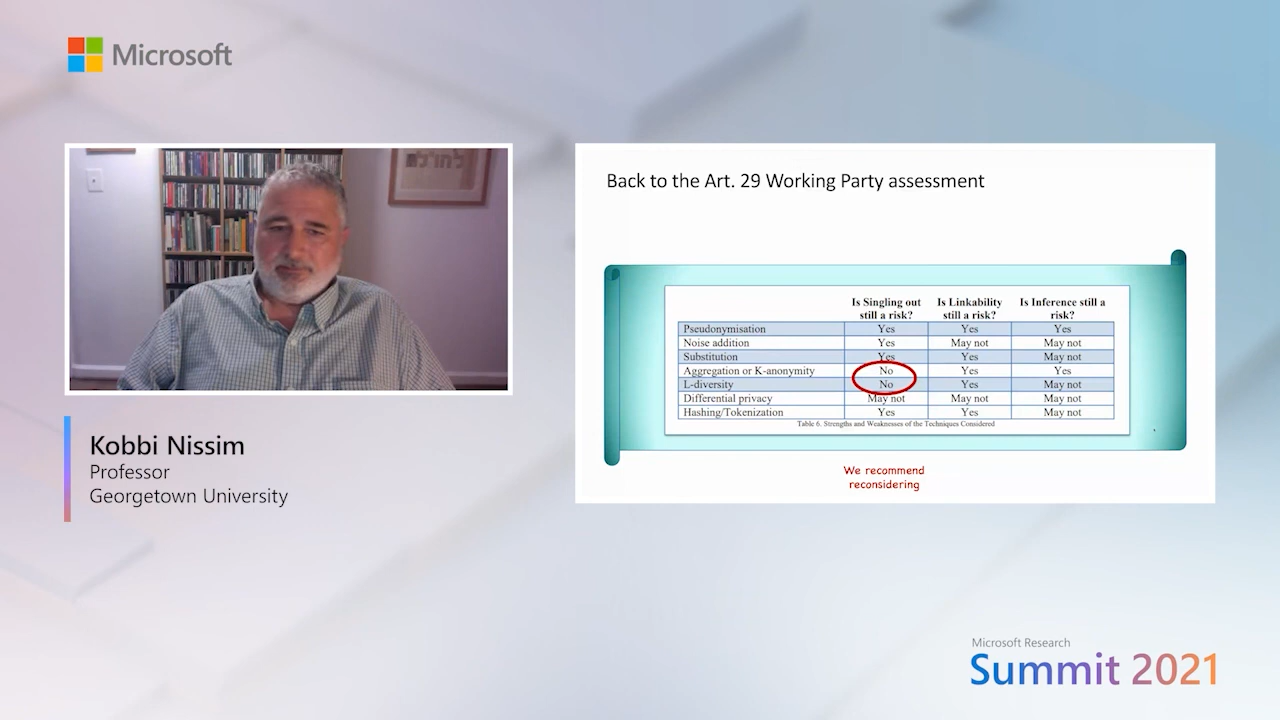 Microsoft
Back to the Art. 29 Working Party assessment
Is Singling out still a risk? Is Linkability still a risk? Is Inference still a risk?
Pseudonymisation Yes Yes Yes
Noise addition Yes May not May not
Substitution Yes Yes May not
Aggregation or K-anonymity No Yes Yes
L-diversity No Yes May not
Differential privacy May not May not May not
Hashing/Tokenization Yes Yes May not
Table 6. Strengths and Weaknesses of the Techniques Considered
We recommend
reconsidering
Kobbi Nissim
Professor
Georgetown University
Microsoft Research
Summit 2021